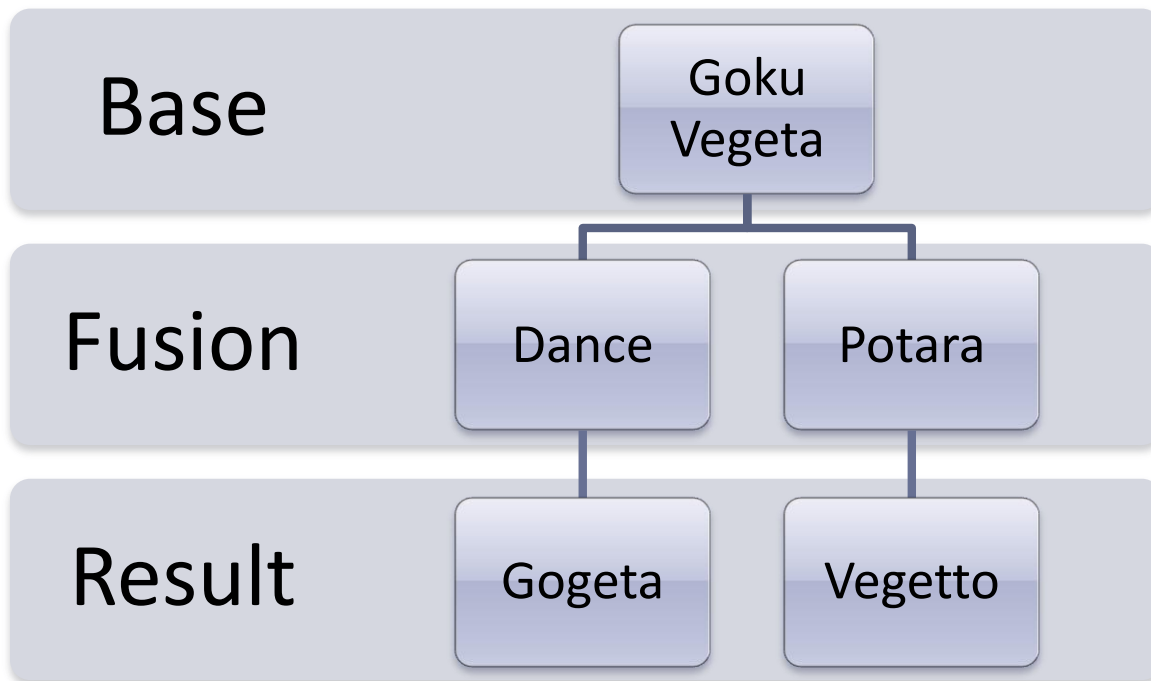 Base
Goku
Vegeta
Fusion
Dance
Potara
Result
Gogeta
Vegetto